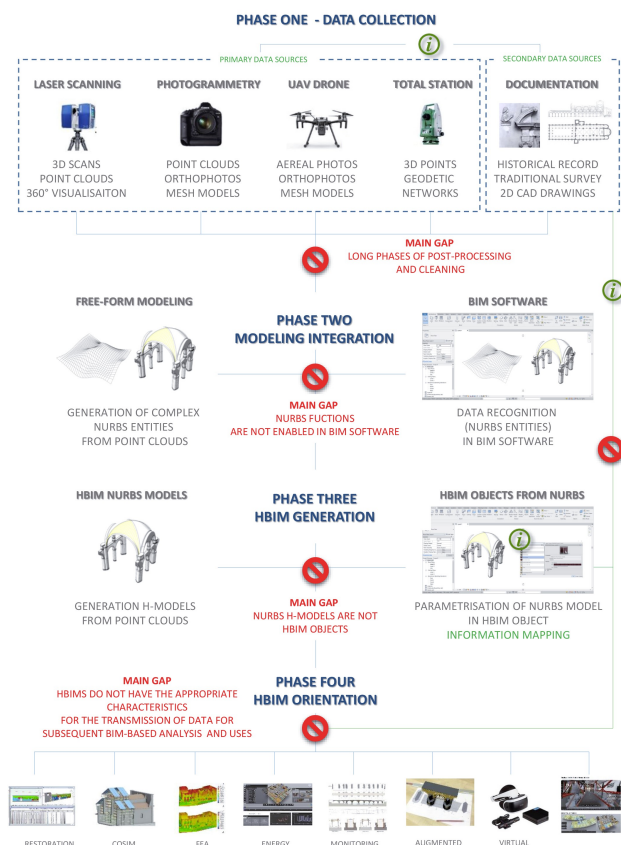 PHASE ONE - DATA COLLECTION
PRIMARY DATA SOURCES
SECONDARY DATA SOURCES
LASER SCANNING
PHOTOGRAMMETRY
UAV DRONE
TOTAL STATION
DOCUMENTATION
3D SCANS
POINT CLOUDS
360° VISUALISAITON
POINT CLOUDS
ORTHOPHOTOS
MESH MODELS
AEREAL PHOTOS
ORTHOPHOTOS
MESH MODELS
3D POINTS
GEODETIC
NETWORKS
HISTORICAL RECORD
TRADITIONAL SURVEY
2D CAD DRAWINGS
MAIN GAP
LONG PHASES OF POST-PROCESSING
AND CLEANING
FREE-FORM MODELING
PHASE TWO
MODELING INTEGRATION
BIM SOFTWARE
GENERATION OF COMPLEX
NURBS ENTITIES
FROM POINT CLOUDS
MAIN GAP
NURBS FUCTIONS
ARE NOT ENABLED IN BIM SOFTWARE
DATA RECOGNITION
(NURBS ENTITIES)
IN BIM SOFTWARE
HBIM NURBS MODELS
PHASE THREE
HBIM GENERATION
HBIM OBJECTS FROM NURBS
GENERATION H-MODELS
FROM POINT CLOUDS
MAIN GAP
NURBS H-MODELS ARE NOT
HBIM OBJECTS
PARAMETRISATION OF NURBS MODEL
IN HBIM OBJECT
INFORMATION MAPPING
MAIN GAP
HBIMS DO NOT HAVE THE APPROPRIATE
CHARACTERISTICS
FOR THE TRANSMISSION OF DATA FOR
SUBSEQUENT BIM-BASED ANALYSIS AND USES
PHASE FOUR
HBIM ORIENTATION
RESTORATION
COSIM
FEA
ENERGY
MONITORING
AUGMENTED
VIRTUAL